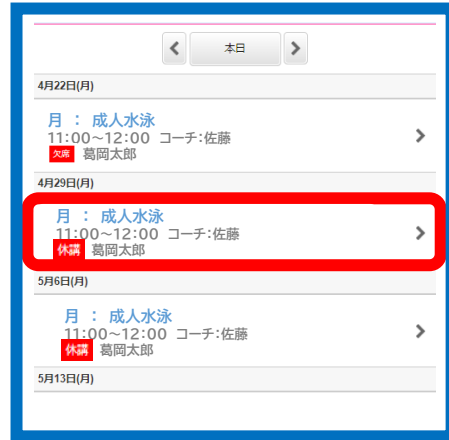 本日
4月22日(月)
月 : 成人水泳
11:00~12:00 コーチ:佐藤
欠席 葛岡太郎
4月29日(月)
月 : 成人水泳
11:00~12:00 コーチ:佐藤
休講 葛岡太郎
5月6日(月)
月 : 成人水泳
11:00~12:00 コーチ:佐藤
休講 葛岡太郎
5月13日(月)